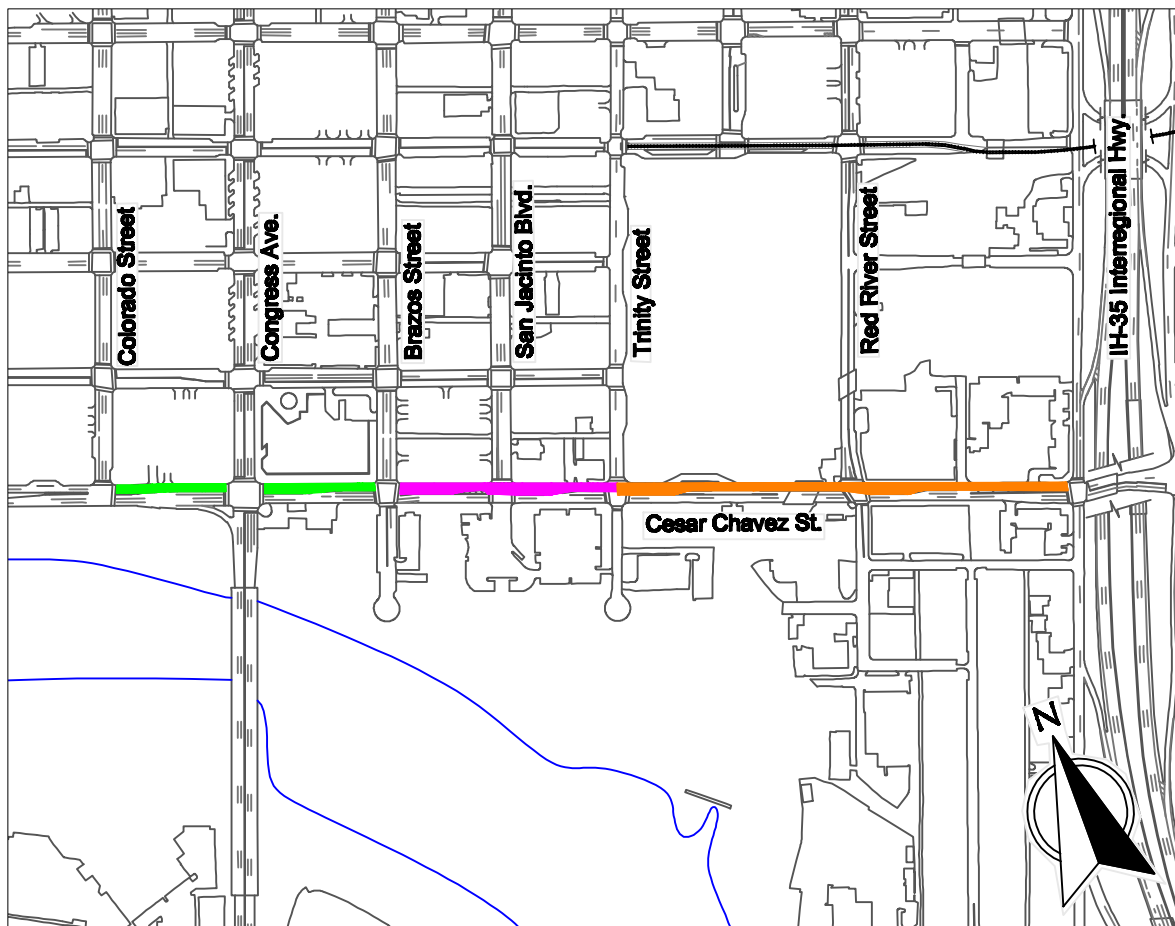 Colorado Street
Congress Ave.
Brazos Street
San Jacinto Blvd.
Trinity Street
Red River Street
IH-35 Interregional Hwy.
Cesar Chavez St.
N